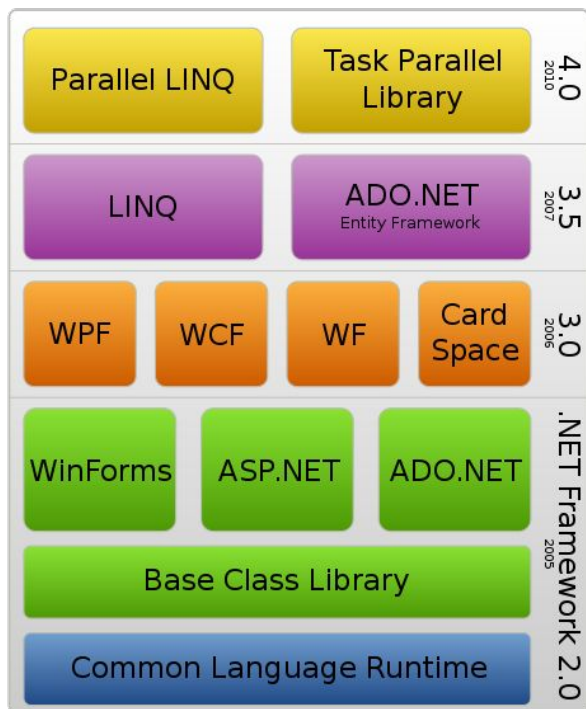 Parallel LINQ
Task Parallel
Library
4.0
2010
LINQ
ADO.NET
Entity Framework
3.5
2007
WPF
WCF
WF
Card
Space
3.0
2006
WinForms
ASP.NET
ADO.NET
Base Class Library
Common Language Runtime
.NET Framework 2.0
2005